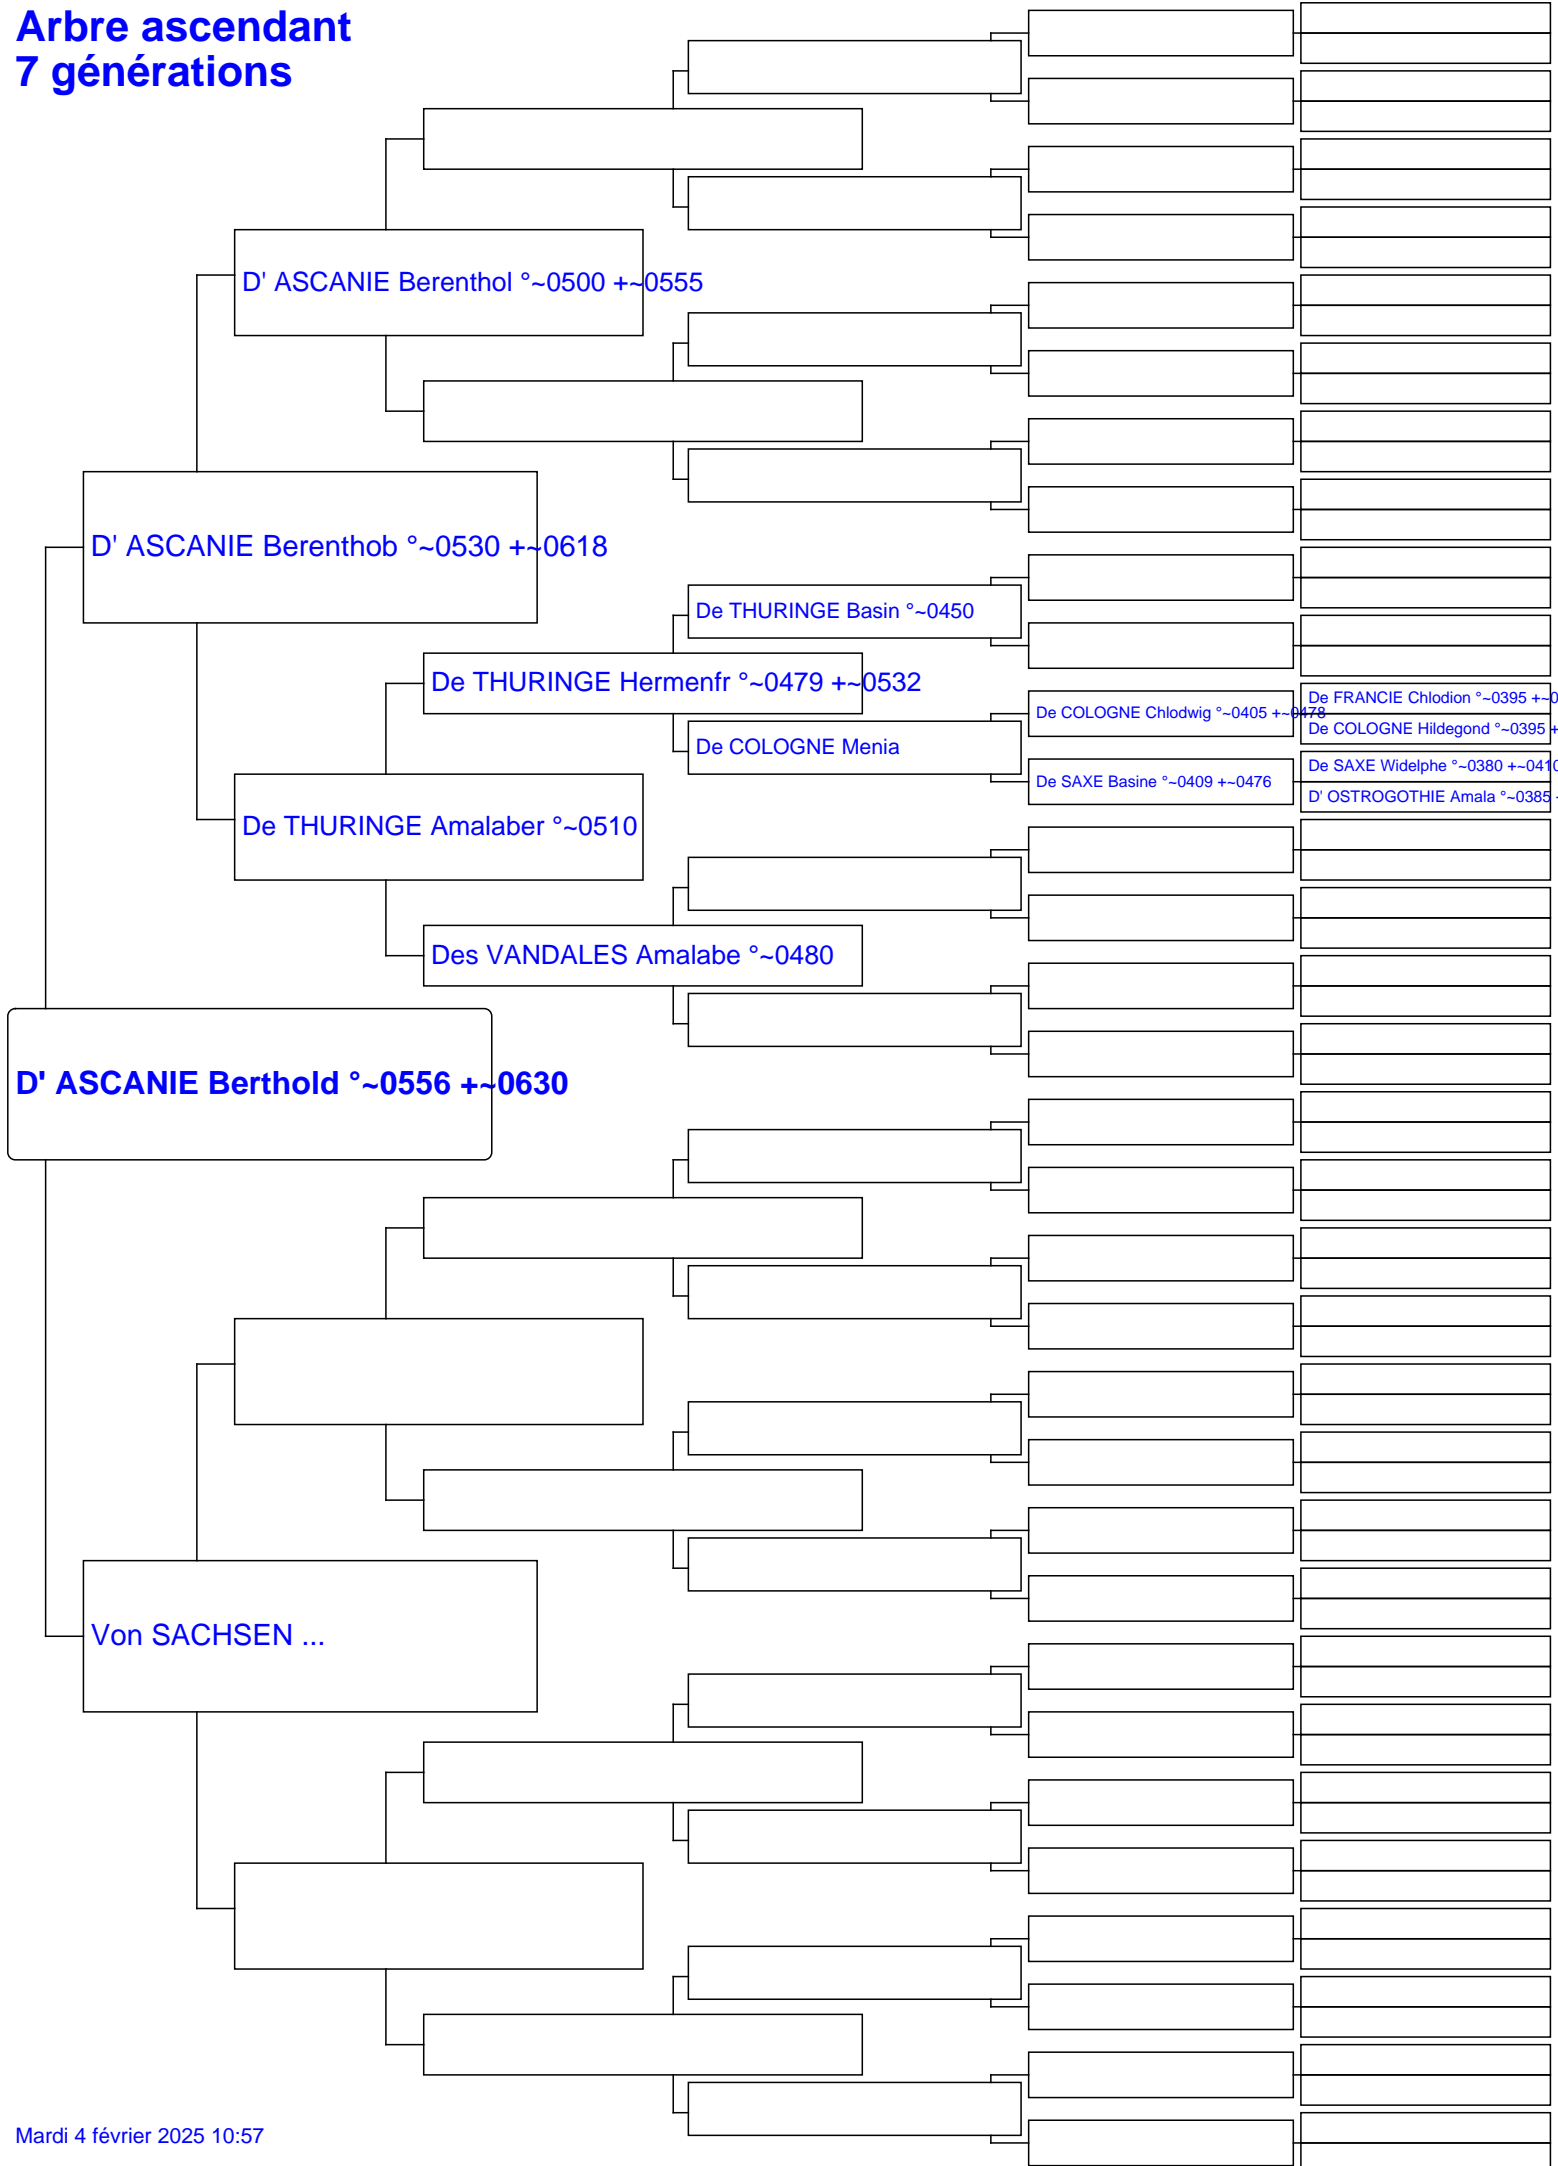 Arbre ascendant
7 générations
D' ASCANIE Berenthol °~0500 +~0555
D' ASCANIE Berenthob °~0530 +~0618
De THURINGE Basin °~0450
De THURINGE Hermenfr °~0479 +~0532
De FRANCIE Chlodion °~0395 +~0
De COLOGNE Chlodwig °~0405 +~0478
De COLOGNE Hildegond °~0395 +
De COLOGNE Menia
De SAXE Widelphe °~0380 +~0410
De SAXE Basine °~0409 +~0476
D' OSTROGOTHIE Amala °~0385 +
De THURINGE Amalaber °~0510
Des VANDALES Amalabe °~0480
D' ASCANIE Berthold °~0556 +~0630
Von SACHSEN ...
Mardi 4 février 2025 10:57